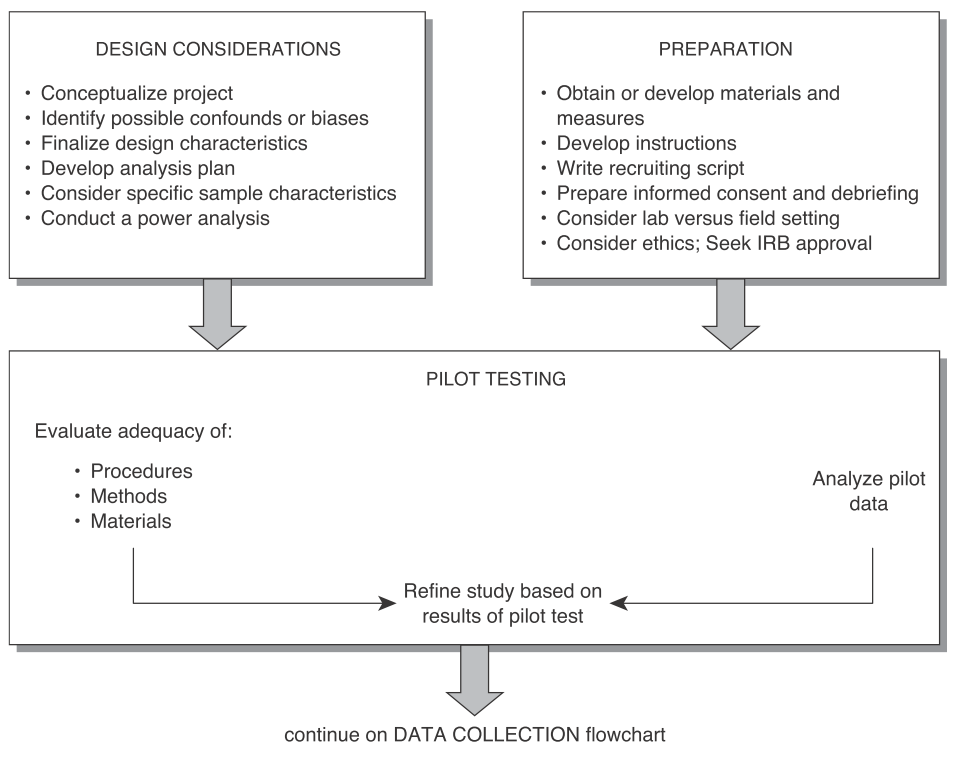 DESIGN CONSIDERATIONS
• Conceptualize project
• Identify possible confounds or biases
• Finalize design characteristics
• Develop analysis plan
• Consider specific sample characteristics
• Conduct a power analysis
PREPARATION
• Obtain or develop materials and
measures
• Develop instructions
• Write recruiting script
• Prepare informed consent and debriefing
• Consider lab versus field setting
• Consider ethics; Seek IRB approval
PILOT TESTING
Evaluate adequacy of:
• Procedures
• Methods
• Materials
Analyze pilot
data
Refine study based on
results of pilot test
continue on DATA COLLECTION flowchart